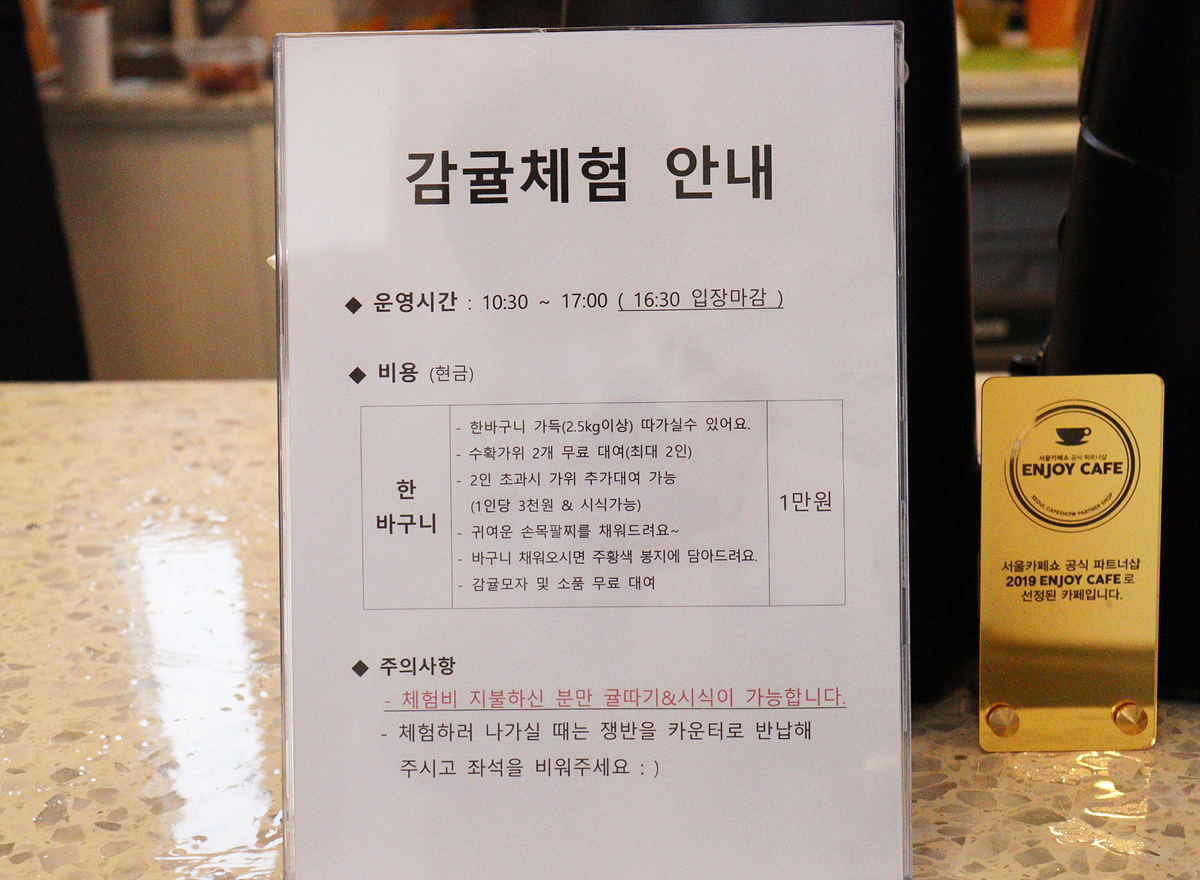 감귤체험 안내
◆ 운영시간 : 10:30 ~ 17:00 ( 16:30 입장마감 )
◆ 비용 (현금)
한
바구니
- 한바구니 가득(2.5kg이상) 따가실수 있어요.
- 수확가위 2개 무료 대여(최대 2인)
- 2인 초과시 가위 추가대여 가능
(1인당 3천원 & 시식가능)
- 귀여운 손목팔찌를 채워드려요~
- 바구니 채워오시면 주황색 봉지에 담아드려요.
- 감귤모자 및 소품 무료 대여
1만원
◆ 주의사항
- 체험비 지불하신 분만 귤따기&시식이 가능합니다.
- 체험하러 나가실 때는 쟁반을 카운터로 반납해
주시고 좌석을 비워주세요 : )
서울카페쇼 공식 파트너샵
ENJOY CAFE
SEOUL CAFESHOW PARTNER SHOP
서울카페쇼 공식 파트너샵
2019 ENJOY CAFE로
선정된 카페입니다.